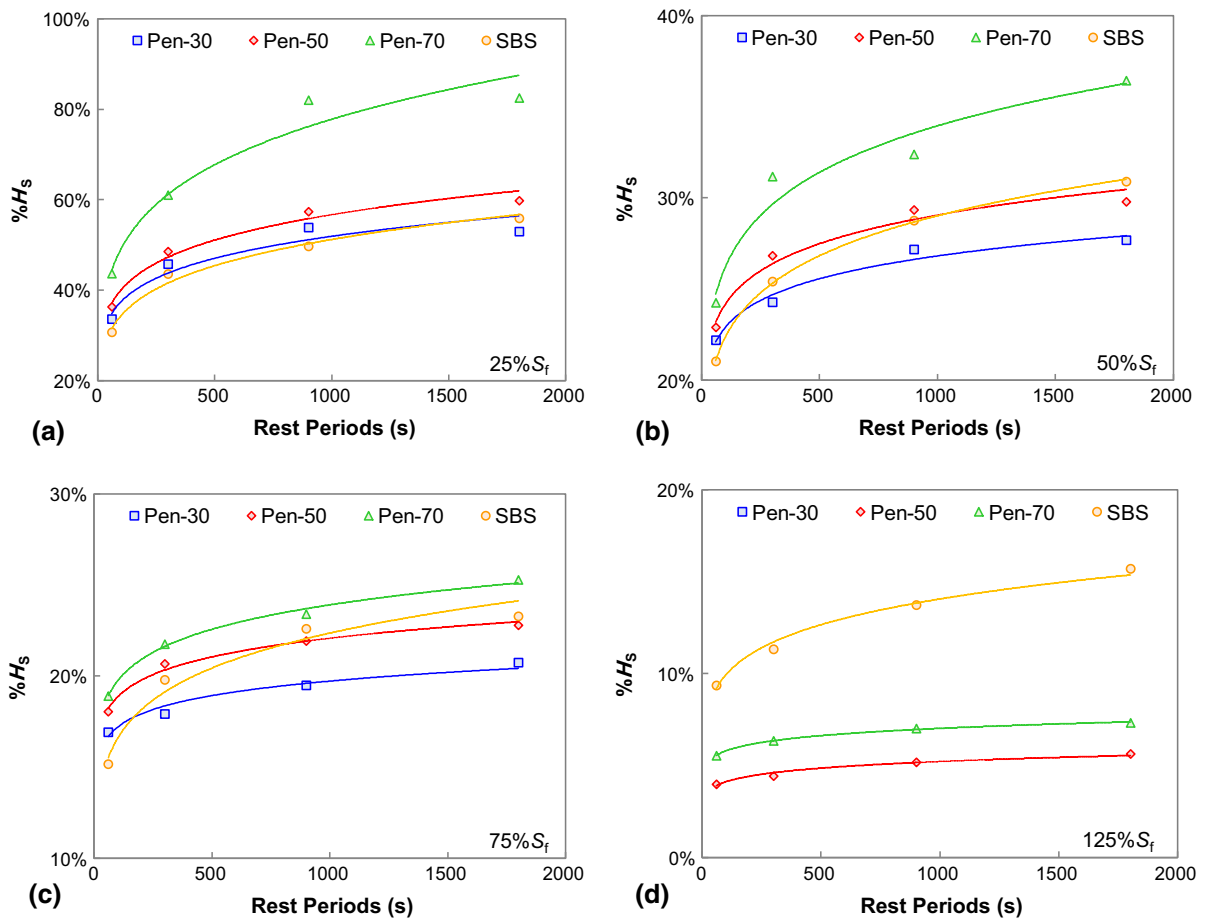 100%
80%
60%
40%
20%
%Hs
Pen-30 Pen-50 Pen-70 SBS
25%Sf
0 500 1000 1500 2000
Rest Periods (s)
(a)
40%
30%
20%
%Hs
Pen-30 Pen-50 Pen-70 SBS
50%Sf
0 500 1000 1500 2000
Rest Periods (s)
(b)
30%
20%
10%
%Hs
Pen-30 Pen-50 Pen-70 SBS
75%Sf
0 500 1000 1500 2000
Rest Periods (s)
(c)
20%
10%
0%
%Hs
Pen-30 Pen-50 Pen-70 SBS
125%Sf
0 500 1000 1500 2000
Rest Periods (s)
(d)